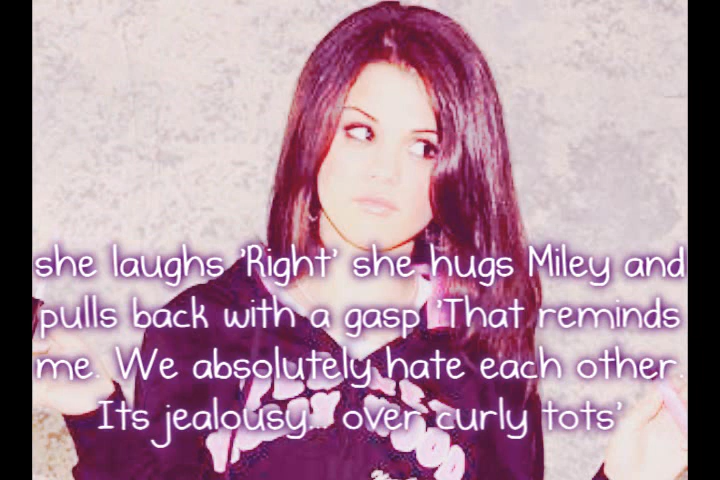 she laughs 'Right' she hugs Miley and
pulls back with a gasp 'That reminds
me. We absolutely hate each other.
Its jealousy... over curly tots'